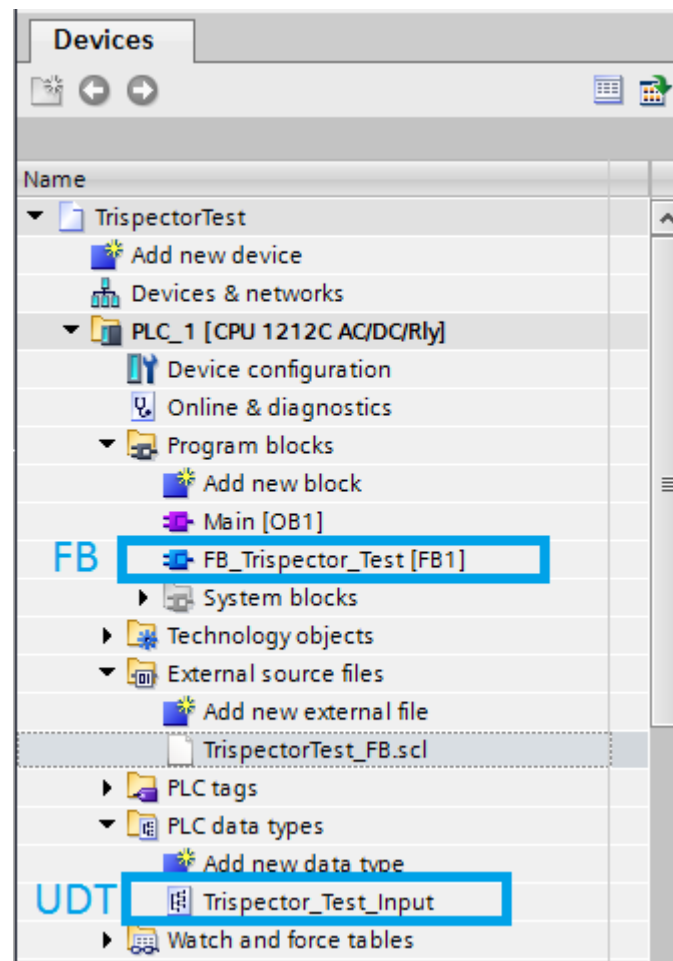 Devices
Name
TrispectorTest
Add new device
Devices & networks
PLC_1 [CPU 1212C AC/DC/Rly]
Device configuration
Online & diagnostics
Program blocks
Add new block
Main [OB1]
FB FB_Trispector_Test [FB1]
System blocks
Technology objects
External source files
Add new external file
TrispectorTest_FB.scl
PLC tags
PLC data types
Add new data type
UDT Trispector_Test_Input
Watch and force tables